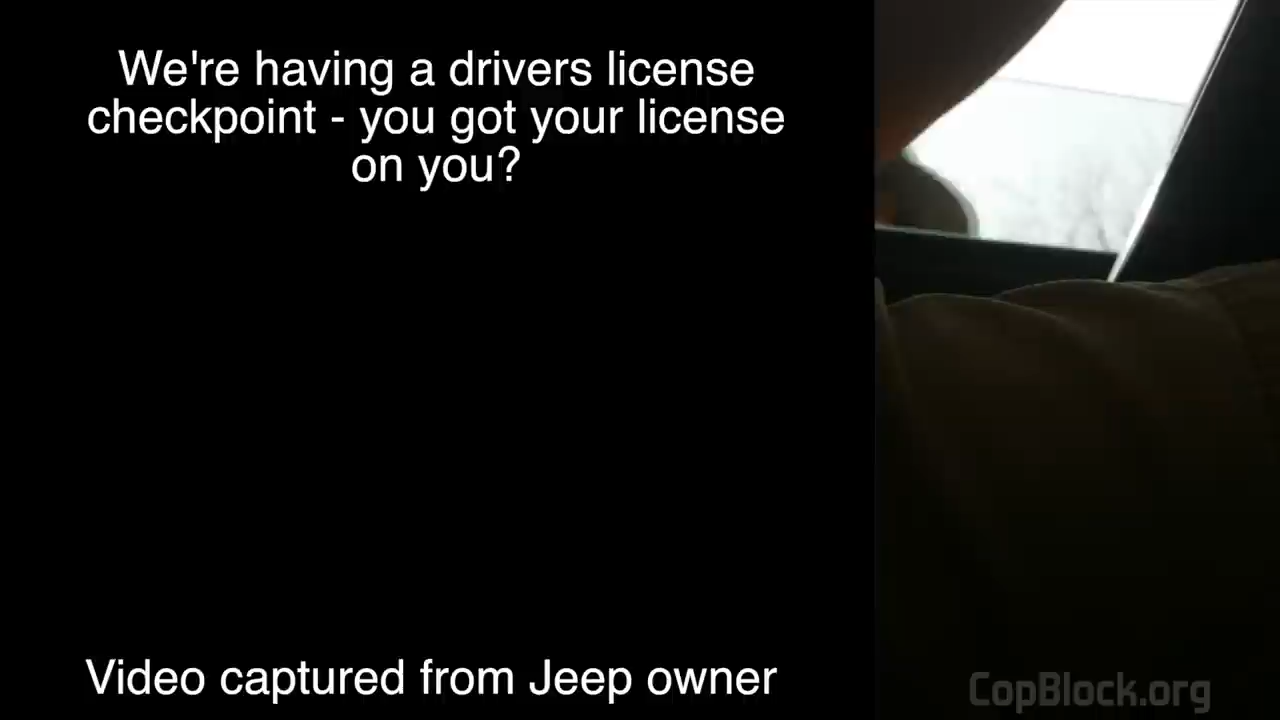 We're having a drivers license
checkpoint - you got your license
on you?
Video captured from Jeep owner
CopBlock.org